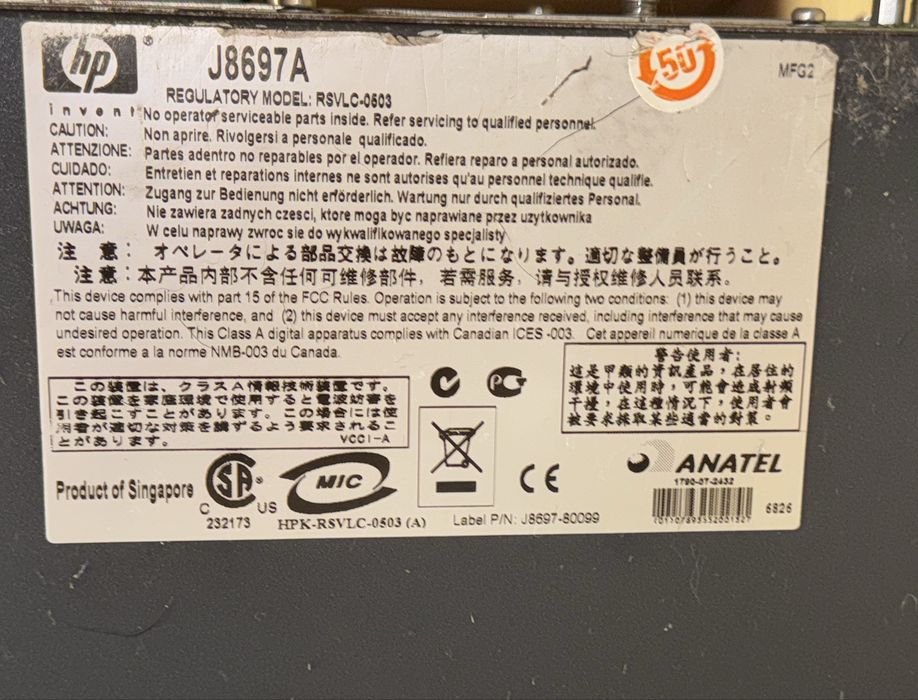 hp
®
invent
J8697A
REGULATORY MODEL: RSVLC-0503
50
MFG2
CAUTION: No operator serviceable parts inside. Refer servicing to qualified personnel.
ATTENZIONE: Non aprire. Rivolgersi a personale qualificado.
CUIDADO: Partes adentro no reparables por el operador. Refiera reparo a personal autorizado.
ATTENTION: Entretien et reparations internes ne sont autorises qu'au personnel technique qualifie.
ACHTUNG: Zugang zur Bedienung nicht erförderlich. Wartung nur durch qualifiziertes Personal.
UWAGA: Nie zawiera zadnych czesci, ktore moga byc naprawiane przez uzytkownika
W celu naprawy zwroc sie do wykwalifikowanego specjalisty
注 意： オペレータによる部品交換は故障のもとになります。適切な整備員が行うこと。
注 意：本产品内部不含任何可维修部件，若需服务，请与授权维修人员联系。
This device complies with part 15 of the FCC Rules. Operation is subject to the following two conditions: (1) this device may
not cause harmful interference, and (2) this device must accept any interference received, including interference that may cause
undesired operation. This Class A digital apparatus complies with Canadian ICES -003. Cet appareil numerique de la classe A
est conforme a la norme NMB-003 du Canada.
この装置は、クラスA情報技術装置です。
この装置を家庭環境で使用すると電波妨害を
引き起こすことがあります。この場合には使
用者が適切な対策を講ずるよう要求されるこ
とがあります。 VCCI-A
警告使用者：
這是甲類的資訊產品，在居住的
環境中使用時，可能會造成射頻
干擾，在這種情況下，使用者會
被要求採取某些適當的對策。
Product of Singapore
SA®
C US
232173
MIC
HPK-RSVLC-0503 (A)
CE
Label P/N: J8697-80099
ANATEL
1790-07-2432
6826